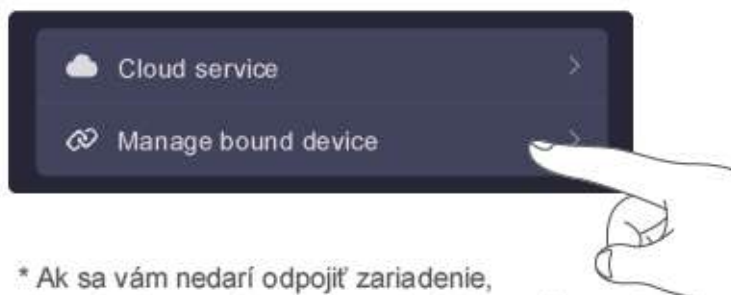 Cloud service
Manage bound device
* Ak sa vám nedarí odpojiť zariadenie,